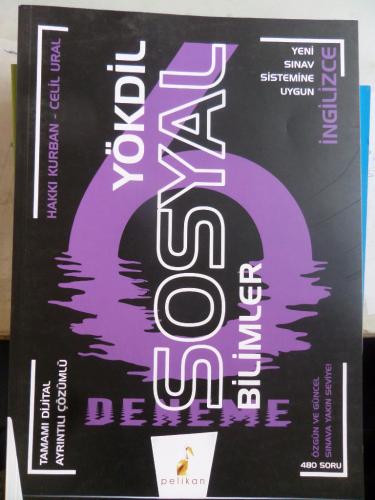 HAKKI KURBAN - CELİL URAL
YENİ
SINAV
SİSTEMİNE
UYGUN
İNGİLİZCE
6
YÖKDİL
SOSYAL
BİLİMLER
DENEME
TAMAMI DİJİTAL
AYRINTILI ÇÖZÜMLÜ
ÖZGÜN VE GÜNCEL
SINAVA YAKIN SEVİYE!
480 SORU
pelikan